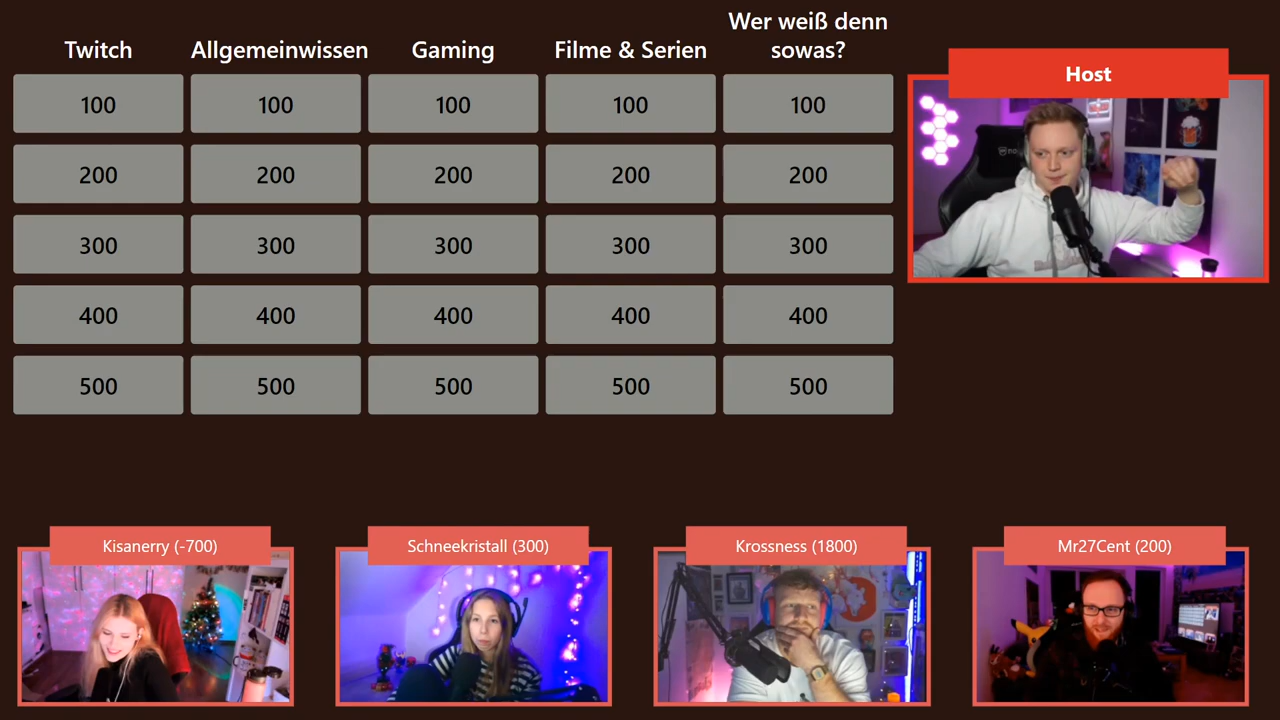 Twitch
Allgemeinwissen
Gaming
Filme & Serien
Wer weiß denn
sowas?
100
100
100
100
100
200
200
200
200
200
300
300
300
300
300
400
400
400
400
400
500
500
500
500
500
Host
Kisanerry (-700)
Schneekristall (300)
Krossness (1800)
Mr27Cent (200)